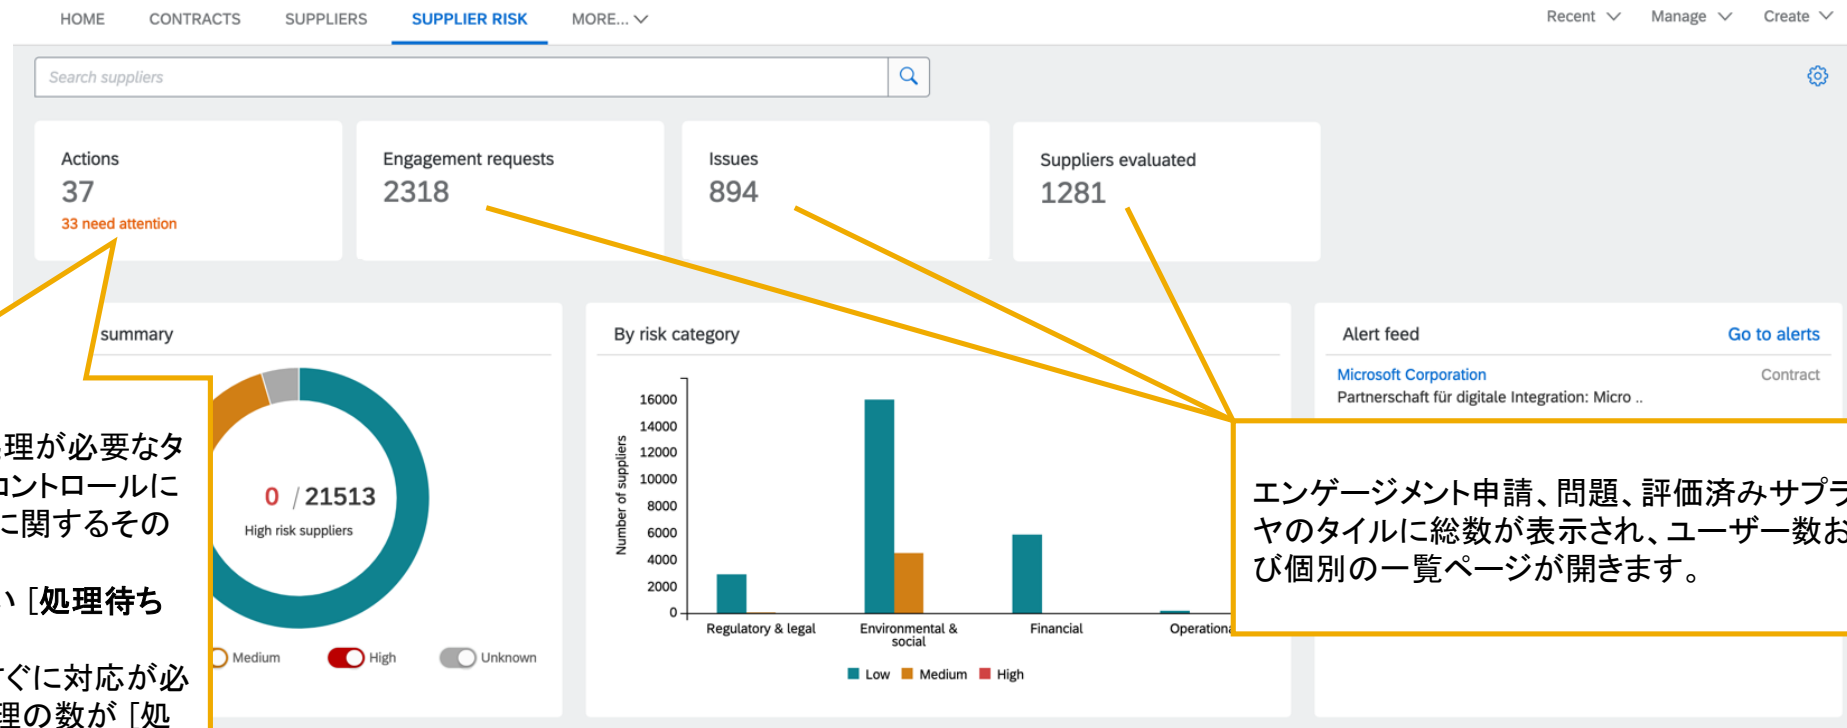 HOME CONTRACTS SUPPLIERS SUPPLIER RISK MORE...
Recent Manage Create
Search suppliers
Actions
37
33 need attention
Engagement requests
2318
Issues
894
Suppliers evaluated
1281
summary
0 / 21513
High risk suppliers
Medium High Unknown
By risk category
Number of suppliers
16000
14000
12000
10000
8000
6000
4000
2000
0
Regulatory & legal
Environmental &
social
Financial
Operationa
Low Medium High
Alert feed
Go to alerts
Microsoft Corporation
Contract
Partnerschaft für digitale Integration: Micro ..
理が必要なタ
コントロールに
に関するその
い [処理待ち
すぐに対応が必
理の数が [処
エンゲージメント申請、問題、評価済みサプラ
ヤのタイルに総数が表示され、ユーザー数お
び個別の一覧ページが開きます。